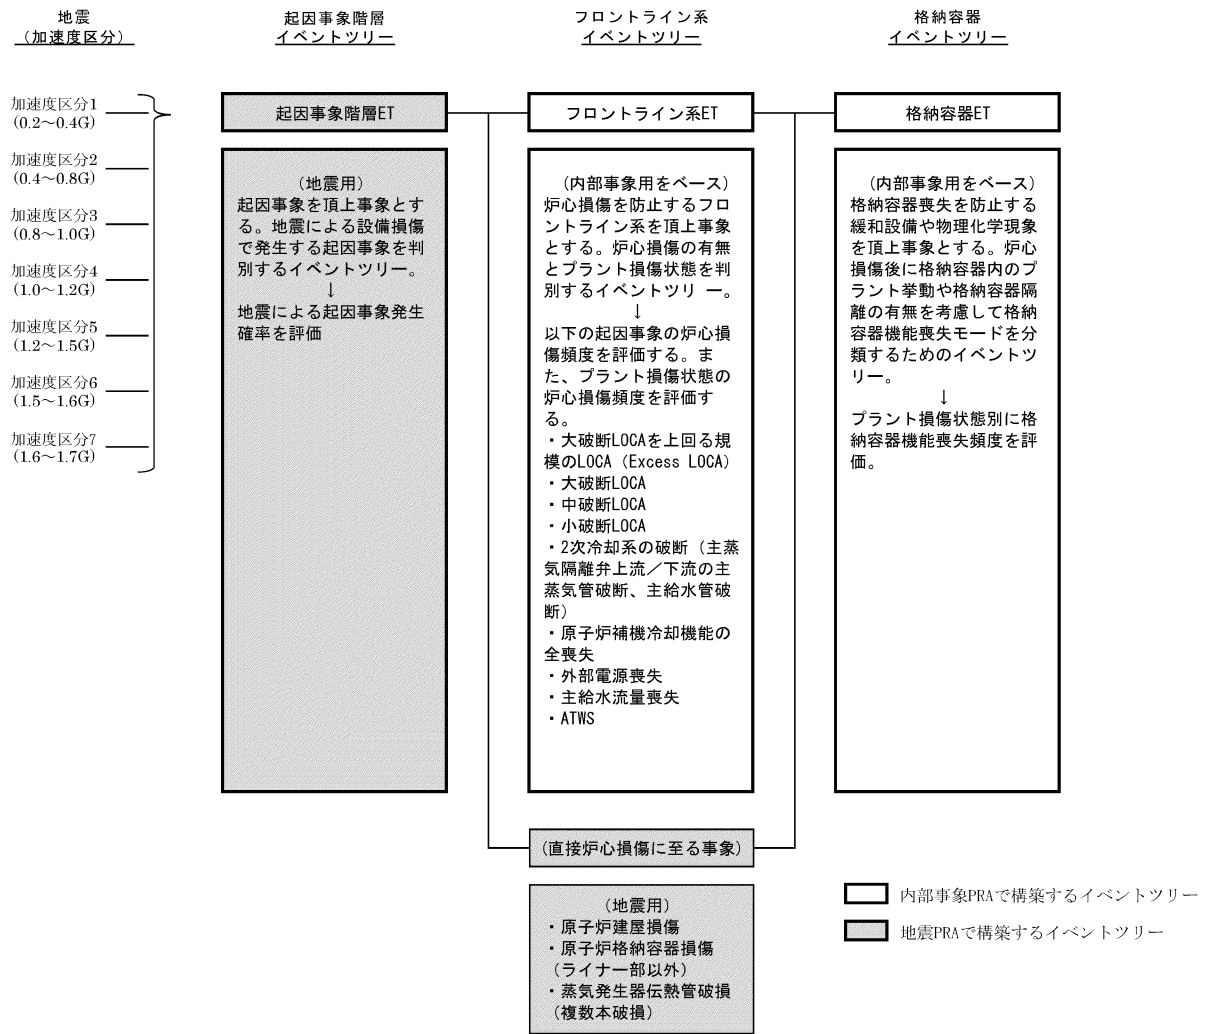 地震
(加速度区分)
起因事象階層
イベントツリー
フロントライン系
イベントツリー
格納容器
イベントツリー
加速度区分1
(0.2～0.4G)
加速度区分2
(0.4～0.8G)
加速度区分3
(0.8～1.0G)
加速度区分4
(1.0～1.2G)
加速度区分5
(1.2～1.5G)
加速度区分6
(1.5～1.6G)
加速度区分7
(1.6～1.7G)
起因事象階層ET
(地震用)
起因事象を頂上事象とす
る。地震による設備損傷
で発生する起因事象を判
別するイベントツリー。
↓
地震による起因事象発生
確率を評価
フロントライン系ET
(内部事象用をベース)
炉心損傷を防止するフロ
ントライン系を頂上事象
とする。炉心損傷の有無
とプラント損傷状態を判
別するイベントツリ ー。
↓
以下の起因事象の炉心損
傷頻度を評価する。ま
た、プラント損傷状態の
炉心損傷頻度を評価す
る。
・大破断LOCAを上回る規
模のLOCA (Excess LOCA)
・大破断LOCA
・中破断LOCA
・小破断LOCA
・2次冷却系の破断 (主蒸
気隔離弁上流／下流の主
蒸気管破断、主給水管破
断)
・原子炉補機冷却機能の
全喪失
・外部電源喪失
・主給水流量喪失
・ATWS
格納容器ET
(内部事象用をベース)
格納容器喪失を防止する
緩和設備や物理化学現象
を頂上事象とする。炉心
損傷後に格納容器内のプ
ラント挙動や格納容器隔
離の有無を考慮して格納
容器機能喪失モードを分
類するためのイベントツ
リー。
↓
プラント損傷状態別に格
納容器機能喪失頻度を評
価。
(直接炉心損傷に至る事象)
(地震用)
・原子炉建屋損傷
・原子炉格納容器損傷
(ライナー部以外)
・蒸気発生器伝熱管破損
(複数本破損)
内部事象PRAで構築するイベントツリー
地震PRAで構築するイベントツリー